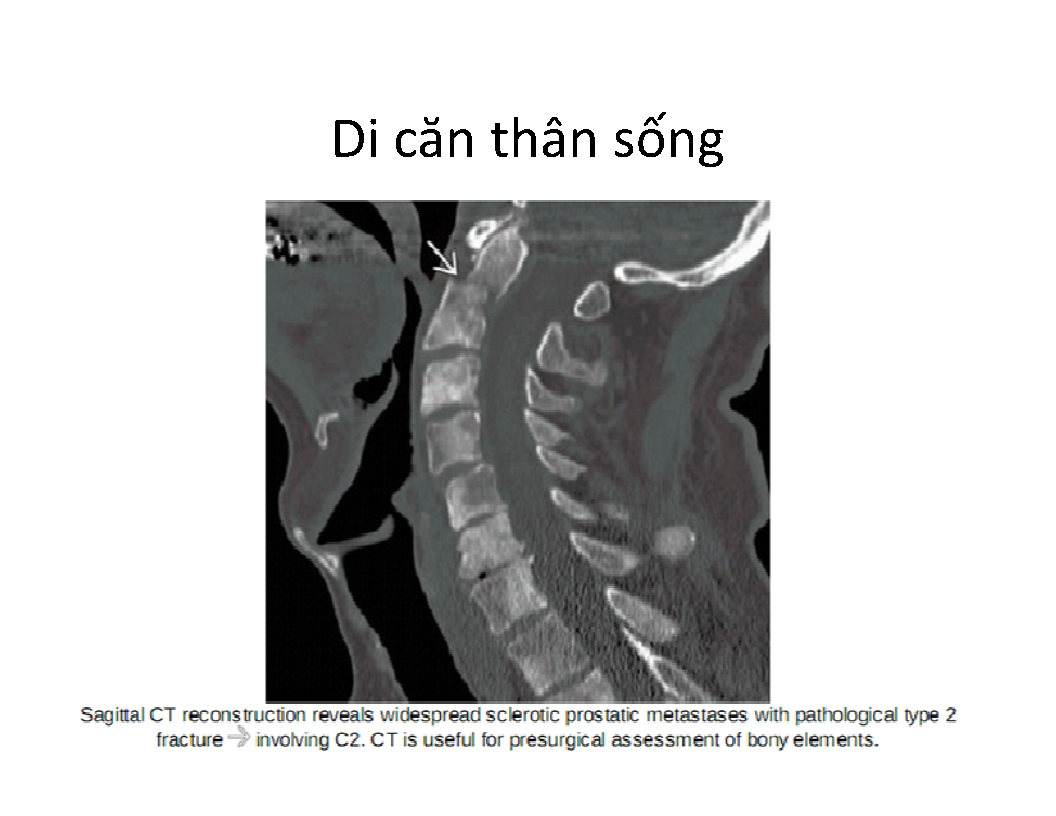 Di căn thân sống
Sagittal CT reconstruction reveals widespread sclerotic prostatic metastases with pathological type 2
fracture involving C2. CT is useful for presurgical assessment of bony elements.